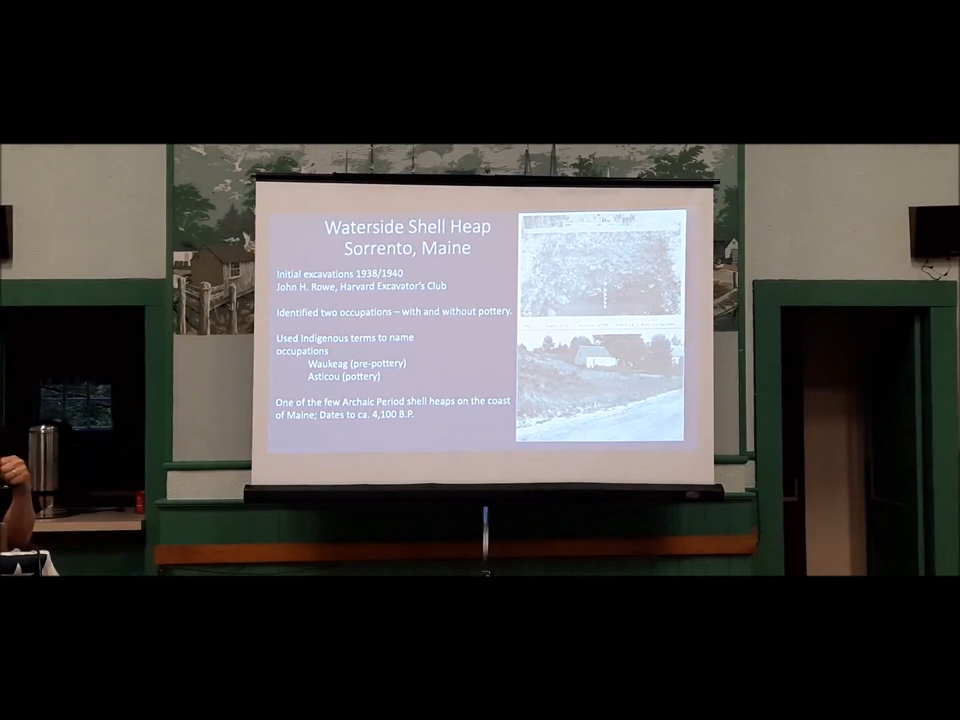 Waterside Shell Heap
Sorrento, Maine
Initial excavations 1938/1940
John H. Rowe, Harvard Excavator's Club
Identified two occupations – with and without pottery.
Used Indigenous terms to name
occupations
Waukeag (pre-pottery)
Asticou (pottery)
One of the few Archaic Period shell heaps on the coast
of Maine; Dates to ca. 4,100 B.P.